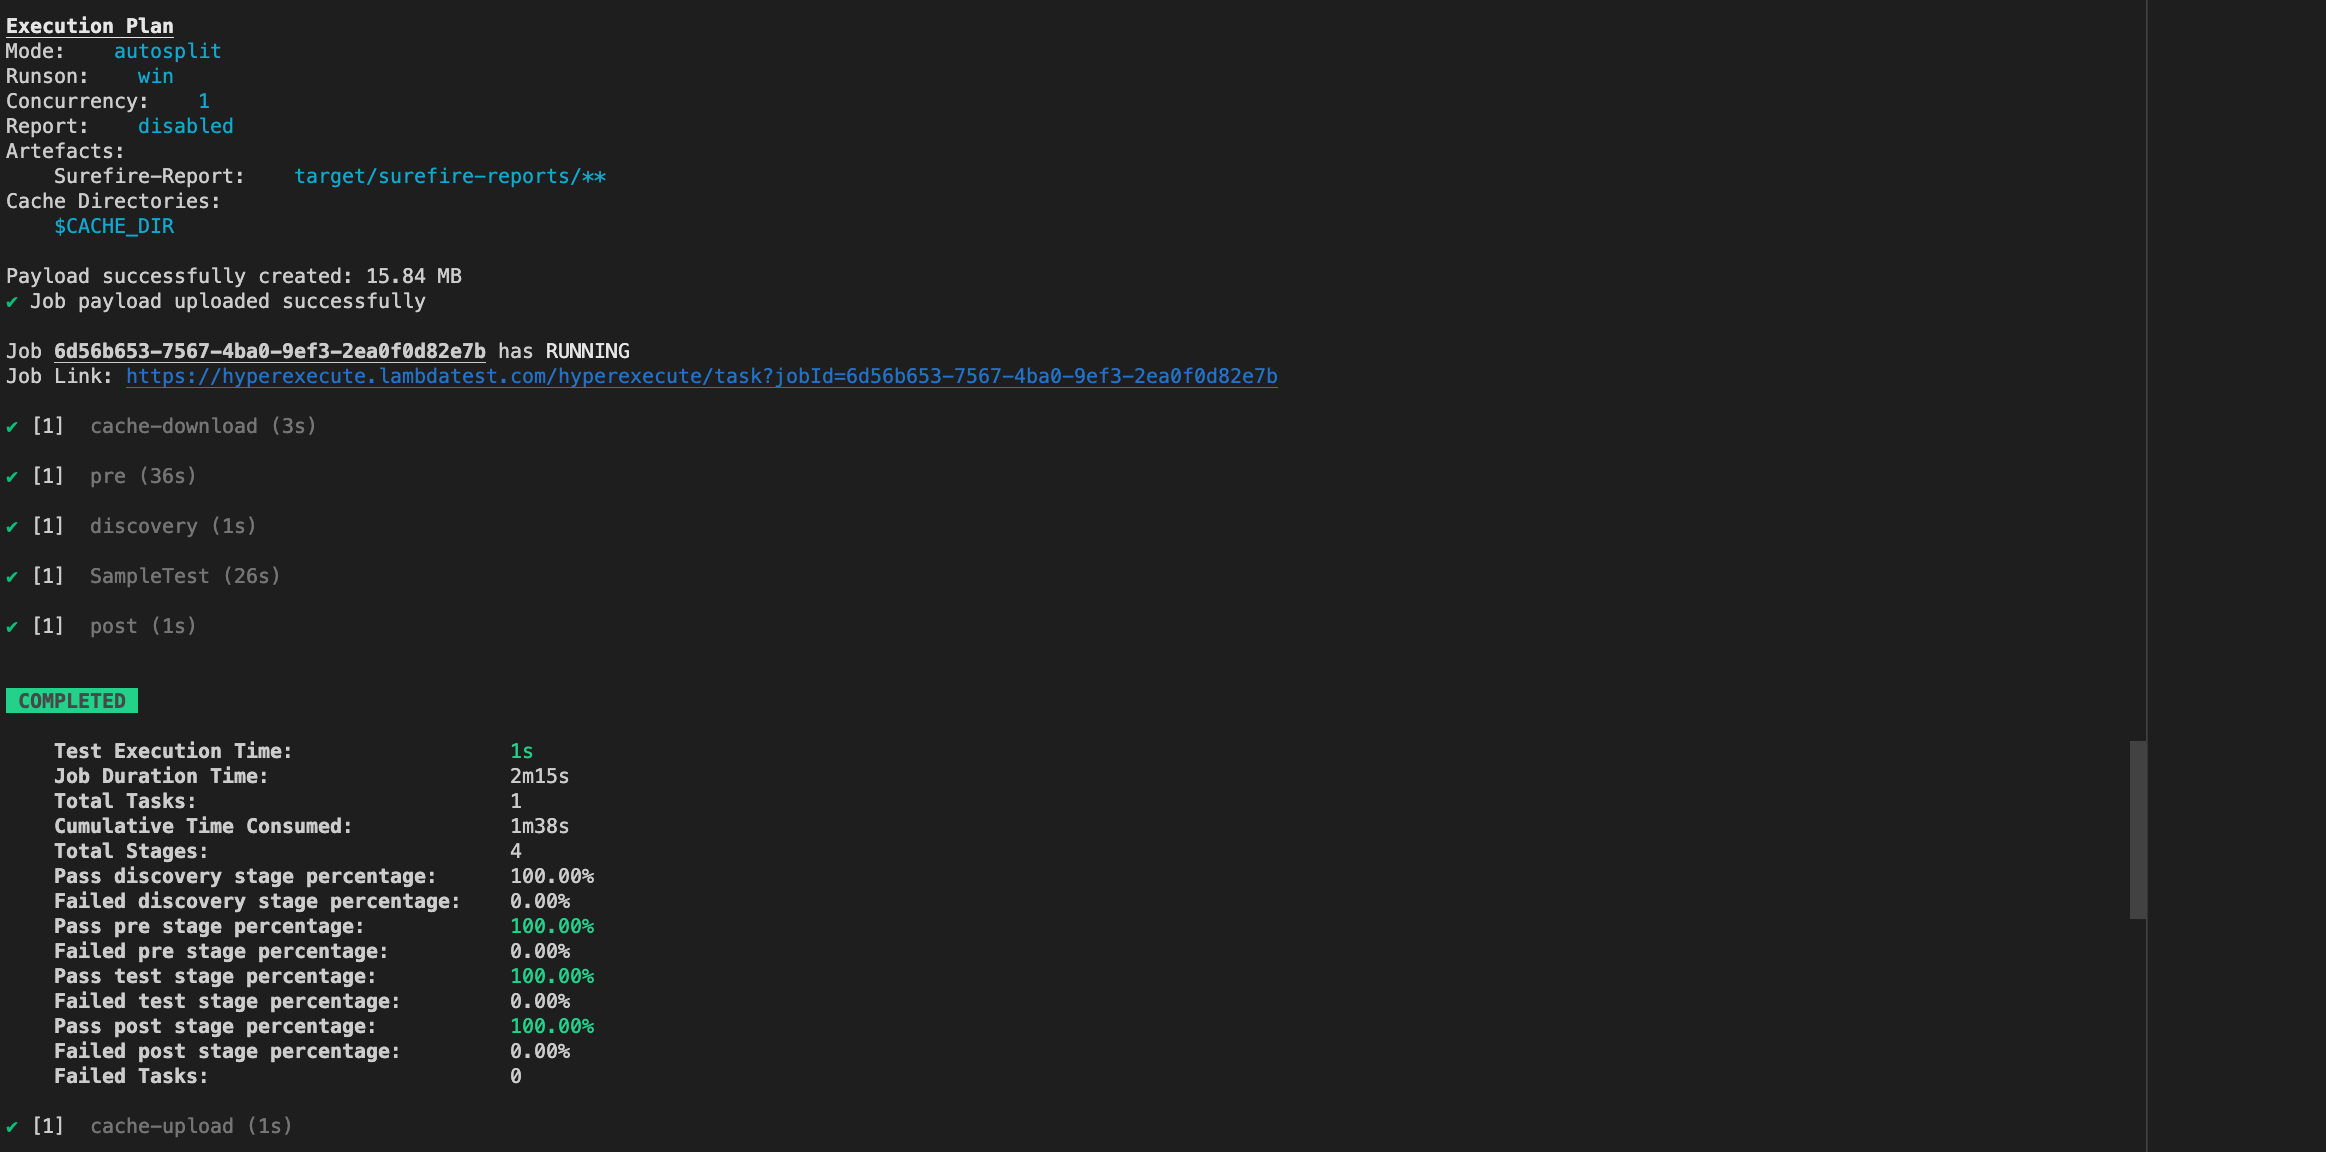 Execution Plan
Mode: autosplit
Runson: win
Concurrency: 1
Report: disabled
Artefacts:
Surefire-Report: target/surefire-reports/**
Cache Directories:
$CACHE_DIR
Payload successfully created: 15.84 MB
✔ Job payload uploaded successfully
Job 6d56b653-7567-4ba0-9ef3-2ea0f0d82e7b has RUNNING
Job Link: https://hyperexecute.lambdatest.com/hyperexecute/task?jobId=6d56b653-7567-4ba0-9ef3-2ea0f0d82e7b
✔ [1] cache-download (3s)
✔ [1] pre (36s)
✔ [1] discovery (1s)
✔ [1] SampleTest (26s)
✔ [1] post (1s)
COMPLETED
Test Execution Time: 1s
Job Duration Time: 2m15s
Total Tasks: 1
Cumulative Time Consumed: 1m38s
Total Stages: 4
Pass discovery stage percentage: 100.00%
Failed discovery stage percentage: 0.00%
Pass pre stage percentage: 100.00%
Failed pre stage percentage: 0.00%
Pass test stage percentage: 100.00%
Failed test stage percentage: 0.00%
Pass post stage percentage: 100.00%
Failed post stage percentage: 0.00%
Failed Tasks: 0
✔ [1] cache-upload (1s)